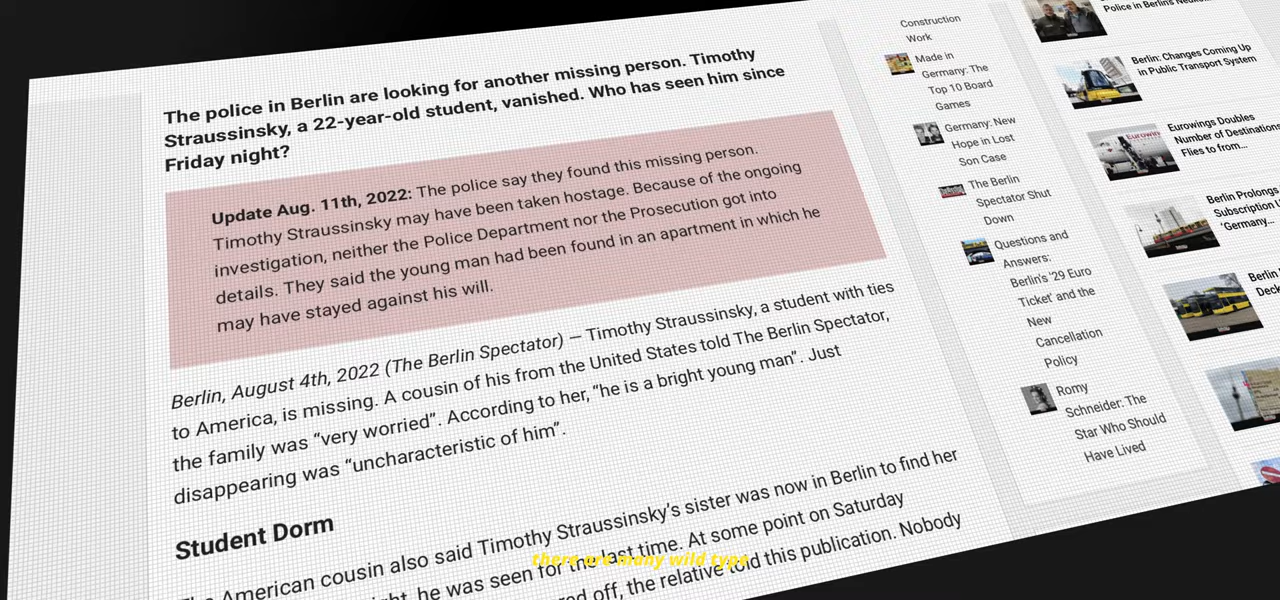 The police in Berlin are looking for another missing person. Timothy
Straussinsky, a 22-year-old student, vanished. Who has seen him since
Friday night?
Update Aug. 11th, 2022: The police say they found this missing person.
Timothy Straussinsky may have been taken hostage. Because of the ongoing
investigation, neither the Police Department nor the Prosecution got into
details. They said the young man had been found in an apartment in which he
may have stayed against his will.
Berlin, August 4th, 2022 (The Berlin Spectator) — Timothy Straussinsky, a student with ties
to America, is missing. A cousin of his from the United States told The Berlin Spectator,
the family was “very worried”. According to her, “he is a bright young man”. Just
disappearing was “uncharacteristic of him”.
Student Dorm
The American cousin also said Timothy Straussinsky’s sister was now in Berlin to find her
he was seen for the last time. At some point on Saturday
off, the relative told this publication. Nobody
there are many wild type
Construction
Work
Made in
Germany: The
Top 10 Board
Games
Germany: New
Hope in Lost
Son Case
The Berlin
Spectator Shut
Down
Questions and
Answers:
Berlin’s ‘29 Euro
Ticket’ and the
New
Cancellation
Policy
Romy
Schneider: The
Star Who Should
Have Lived
Police in Berlin’s
Berlin: Changes Coming Up
in Public Transport System
Eurowings Doubles
Number of Destinations
Flies to from...
Berlin Prolongs
Subscription
‘Germany...
Berlin